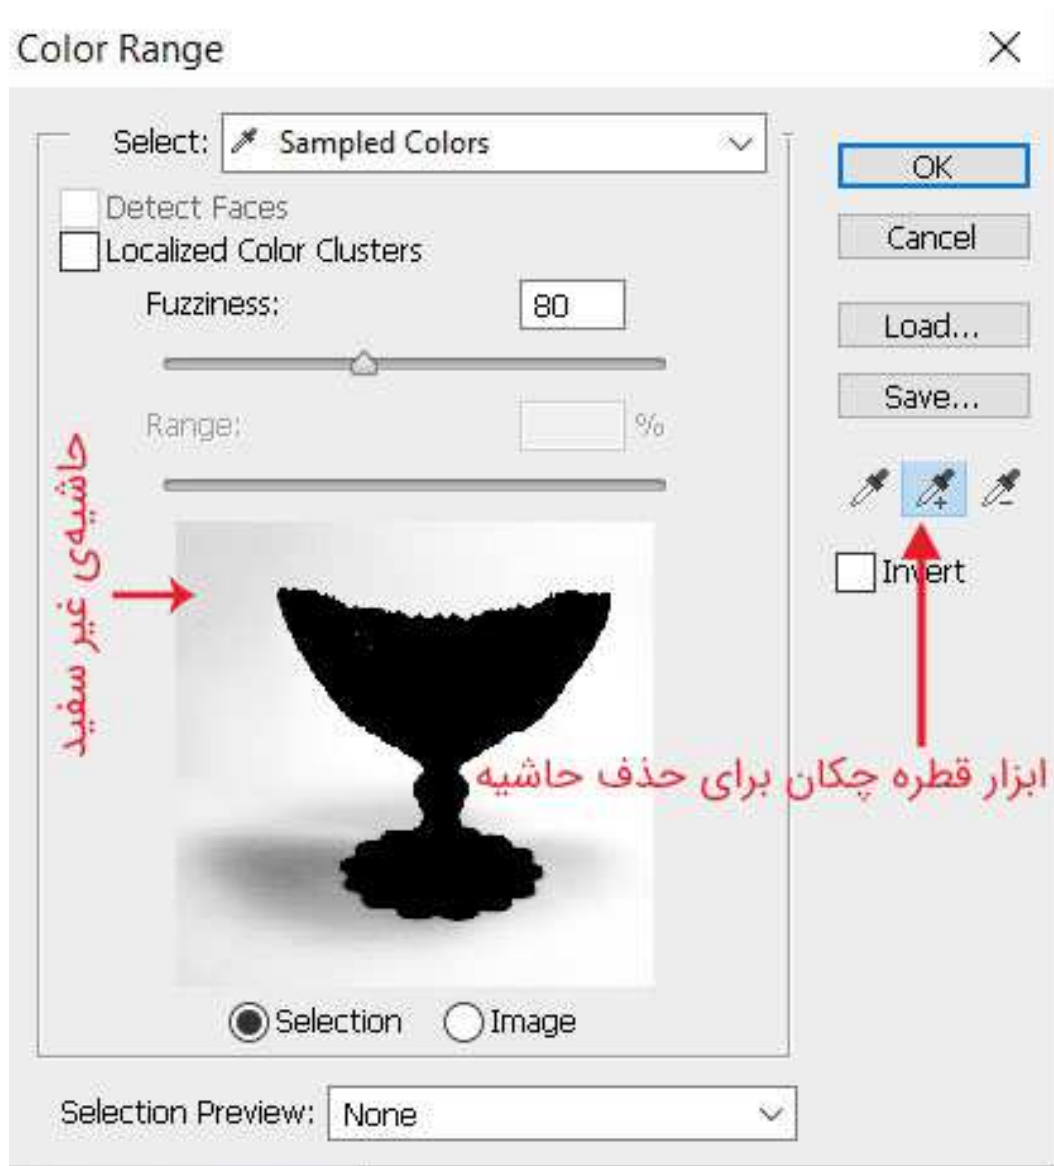 Color Range
Select: Sampled Colors
OK
Detect Faces
Cancel
Localized Color Clusters
Fuzziness: 80
Load...
Save...
Range: %
حاشیه‌ی غیر سفید
Invert
ابزار قطره چکان برای حذف حاشیه
Selection Image
Selection Preview: None